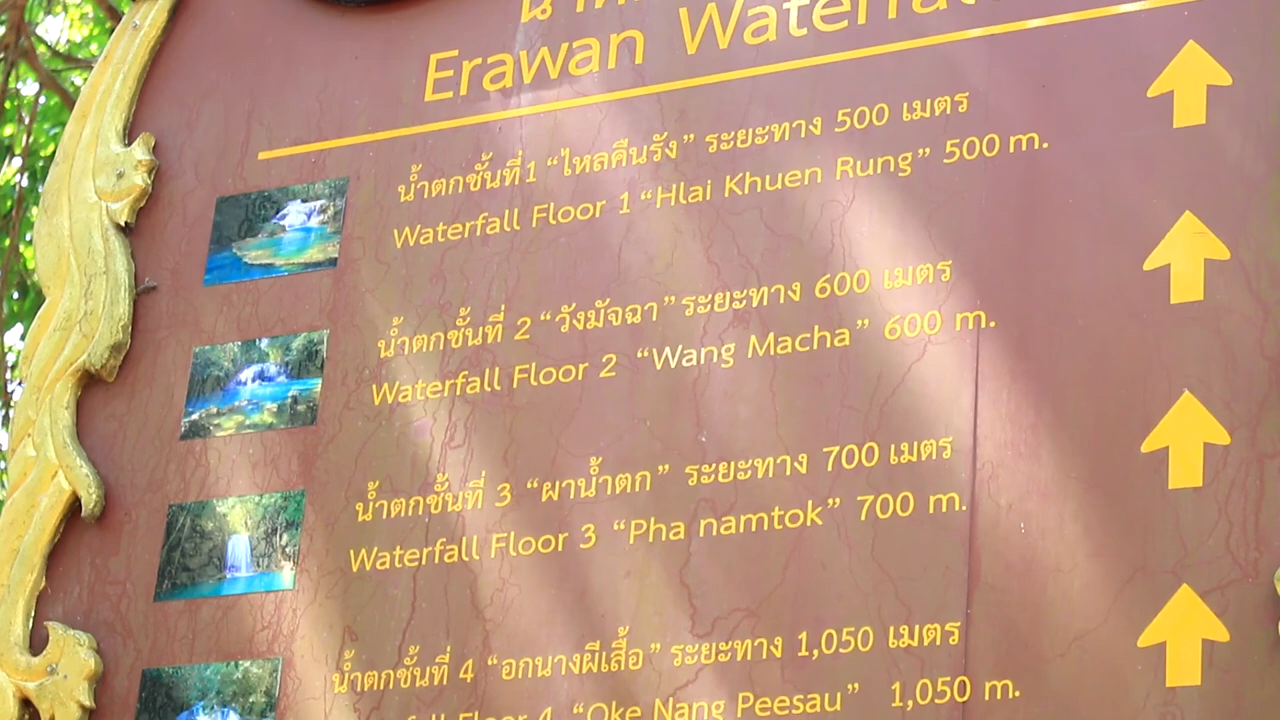 Erawan Waterfall
น้ำตกชั้นที่1 “ไหลคืนรัง” ระยะทาง 500 เมตร
Waterfall Floor 1 “Hlai Khuen Rung” 500 m.
น้ำตกชั้นที่ 2 “วังมัจฉา” ระยะทาง 600 เมตร
Waterfall Floor 2 “Wang Macha” 600 m.
น้ำตกชั้นที่ 3 “ผาน้ำตก” ระยะทาง 700 เมตร
Waterfall Floor 3 “Pha namtok” 700 m.
น้ำตกชั้นที่ 4 “อกนางผีเสื้อ” ระยะทาง 1,050 เมตร
Floor 4 “Oke Nang Peesau” 1,050 m.